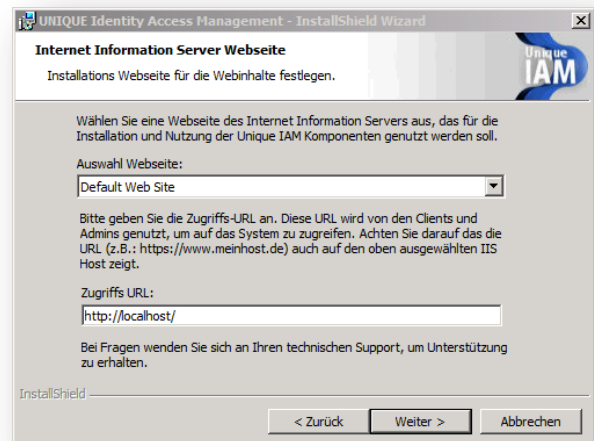 UNIQUE Identity Access Management - InstallShield Wizard
Internet Information Server Webseite
Installations Webseite für die Webinhalte festlegen.
Unique
IAM
Wählen Sie eine Webseite des Internet Information Servers aus, das für die
Installation und Nutzung der Unique IAM Komponenten genutzt werden soll.
Auswahl Webseite:
Default Web Site
Bitte geben Sie die Zugriffs-URL an. Diese URL wird von den Clients und
Admins genutzt, um auf das System zu zugreifen. Achten Sie darauf das die
URL (z.B.: https://www.meinhost.de) auch auf den oben ausgewählten IIS
Host zeigt.
Zugriffs URL:
http://localhost/
Bei Fragen wenden Sie sich an Ihren technischen Support, um Unterstützung
zu erhalten.
InstallShield
< Zurück Weiter > Abbrechen